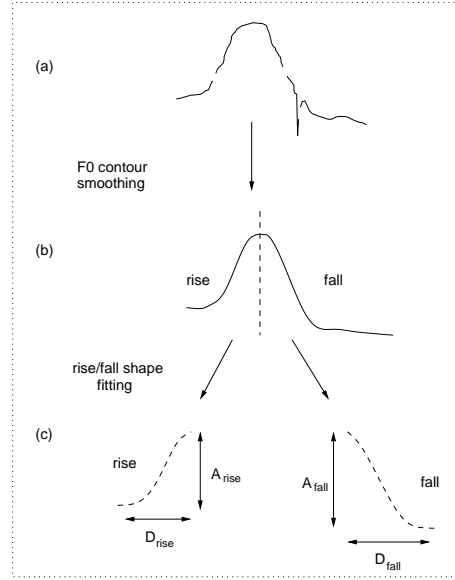 (a)
F0 contour
smoothing
(b)
rise
fall
rise/fall shape
fitting
(c)
rise
A rise
A fall
fall
D rise
D fall